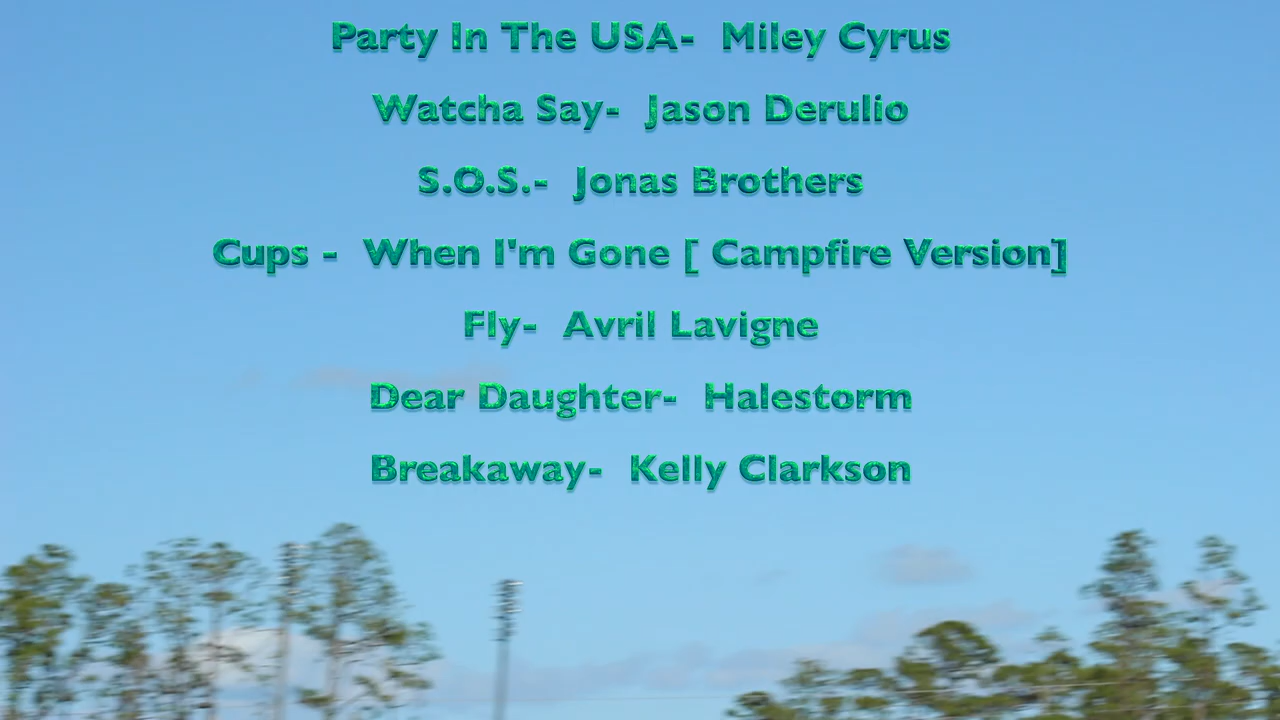 Party In The USA-  Miley Cyrus
Watcha Say-  Jason Derulio
S.O.S.-  Jonas Brothers
Cups -  When I'm Gone [ Campfire Version]
Fly-  Avril Lavigne
Dear Daughter-  Halestorm
Breakaway-  Kelly Clarkson